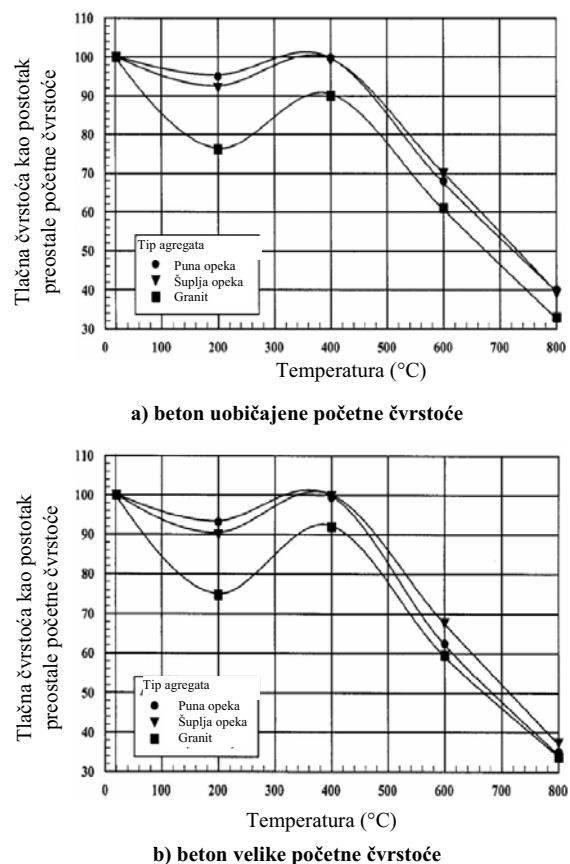 Tlačna čvrstoća kao postotak
preostale početne čvrstoće
110
100
90
80
70
60
50
40
30
Tip agregata
Puna opeka
Šuplja opeka
Granit
0 100 200 300 400 500 600 700 800
Temperatura (°C)
a) beton uobičajene početne čvrstoće
Tlačna čvrstoća kao postotak
preostale početne čvrstoće
110
100
90
80
70
60
50
40
30
Tip agregata
Puna opeka
Šuplja opeka
Granit
0 100 200 300 400 500 600 700 800
Temperatura (°C)
b) beton velike početne čvrstoće